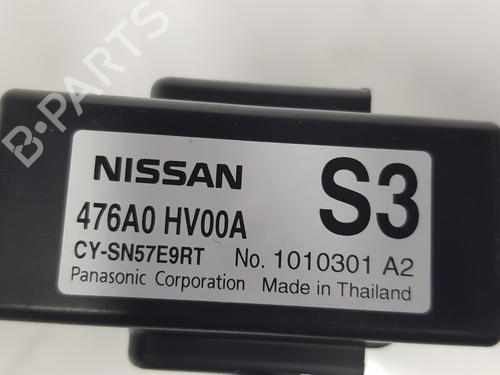 B-PARTS
NISSAN
S3
476A0 HV00A
CY-SN57E9RT No. 1010301 A2
Panasonic Corporation Made in Thailand